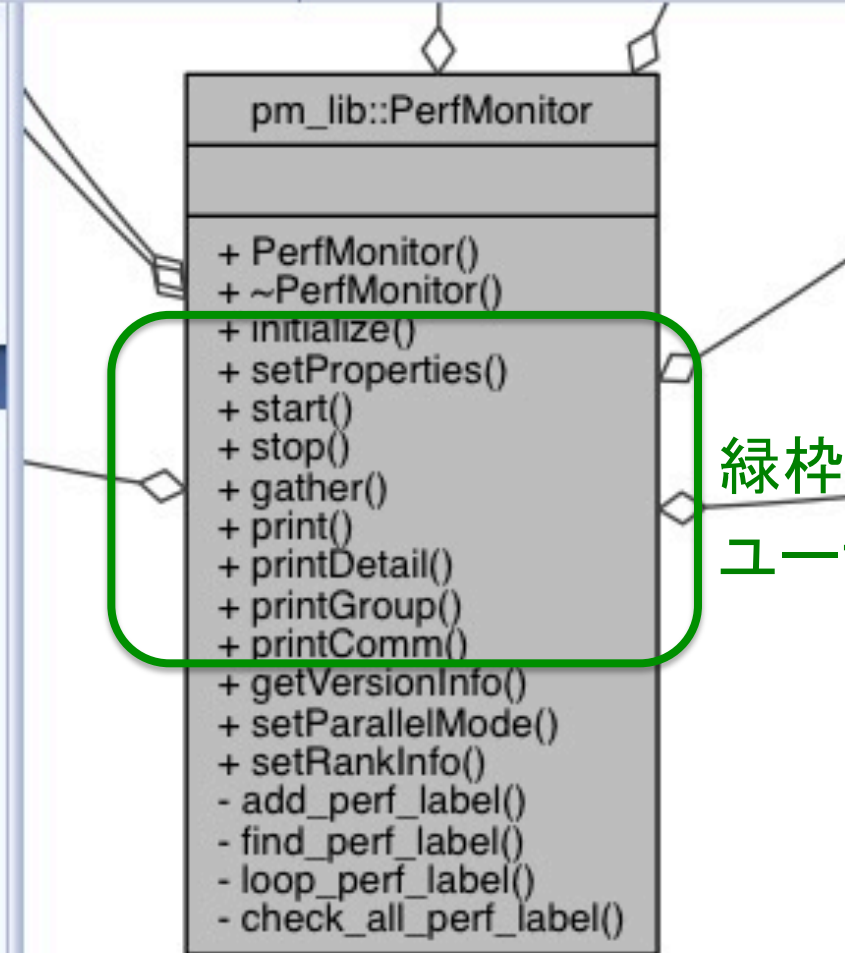 pm_lib::PerfMonitor
+ PerfMonitor()
+ ~PerfMonitor()
+ initialize()
+ setProperties()
+ start()
+ stop()
+ gather()
+ print()
+ printDetail()
+ printGroup()
+ printComm()
+ getVersionInfo()
+ setParallelMode()
+ setRankInfo()
- add_perf_label()
- find_perf_label()
- loop_perf_label()
- check_all_perf_label()
緑枠
ユー